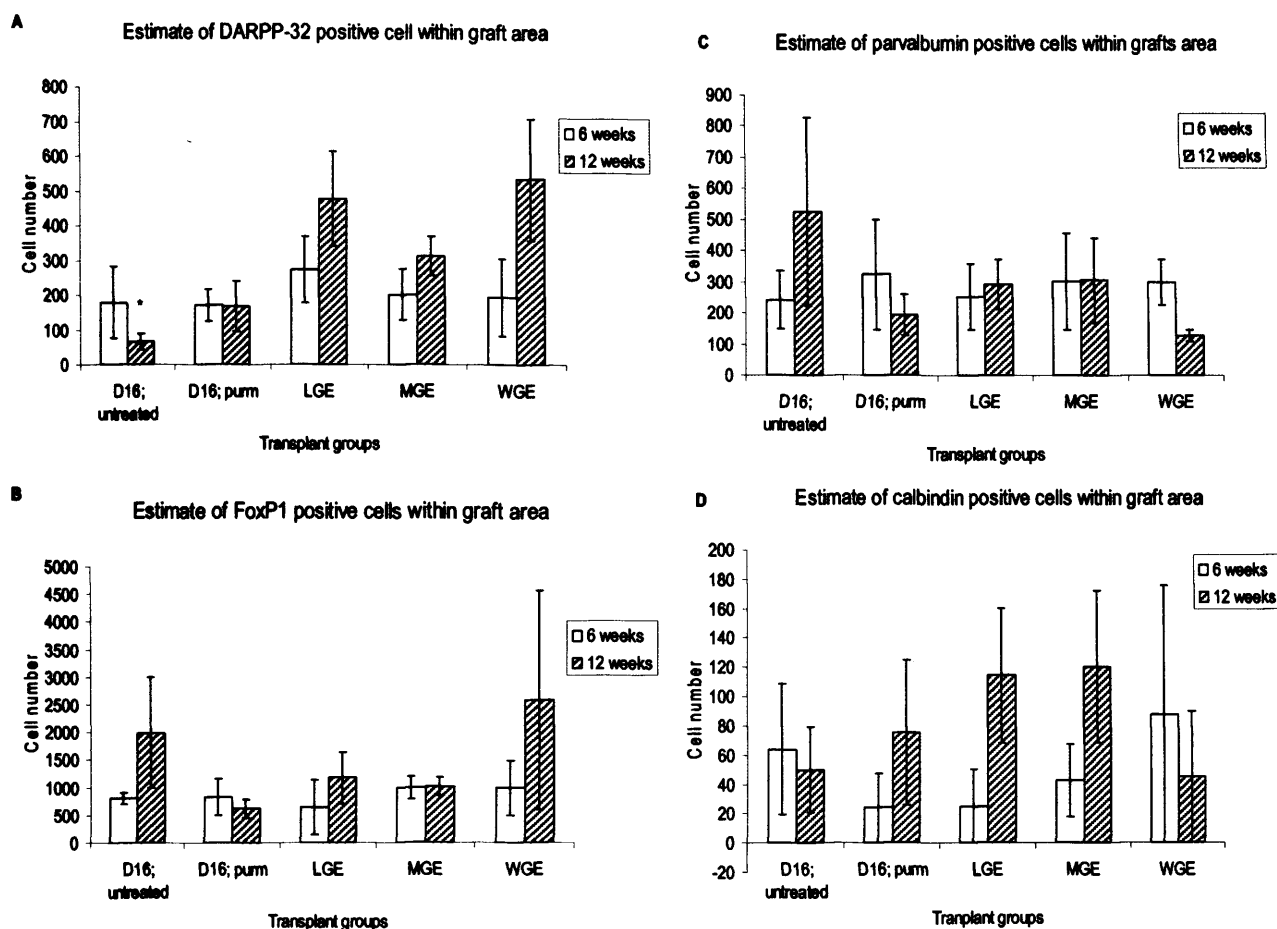 A
Estimate of DARPP-32 positive cell within graft area
800
700
600
500
400
300
200
100
0
Cell number
6 weeks
12 weeks
*
D16;
untreated
D16; purm
LGE
MGE
WGE
Transplant groups
B
Estimate of FoxP1 positive cells within graft area
5000
4500
4000
3500
3000
2500
2000
1500
1000
500
0
Cell number
6 weeks
12 weeks
D16;
untreated
D16; purm
LGE
MGE
WGE
Transplant groups
C
Estimate of parvalbumin positive cells within grafts area
900
800
700
600
500
400
300
200
100
0
Cell number
6 weeks
12 weeks
D16;
untreated
D16; purm
LGE
MGE
WGE
Transplant groups
D
Estimate of calbindin positive cells within graft area
200
180
160
140
120
100
80
60
40
20
0
-20
Cell number
6 weeks
12 weeks
D16;
untreated
D16; purm
LGE
MGE
WGE
Tranplant groups